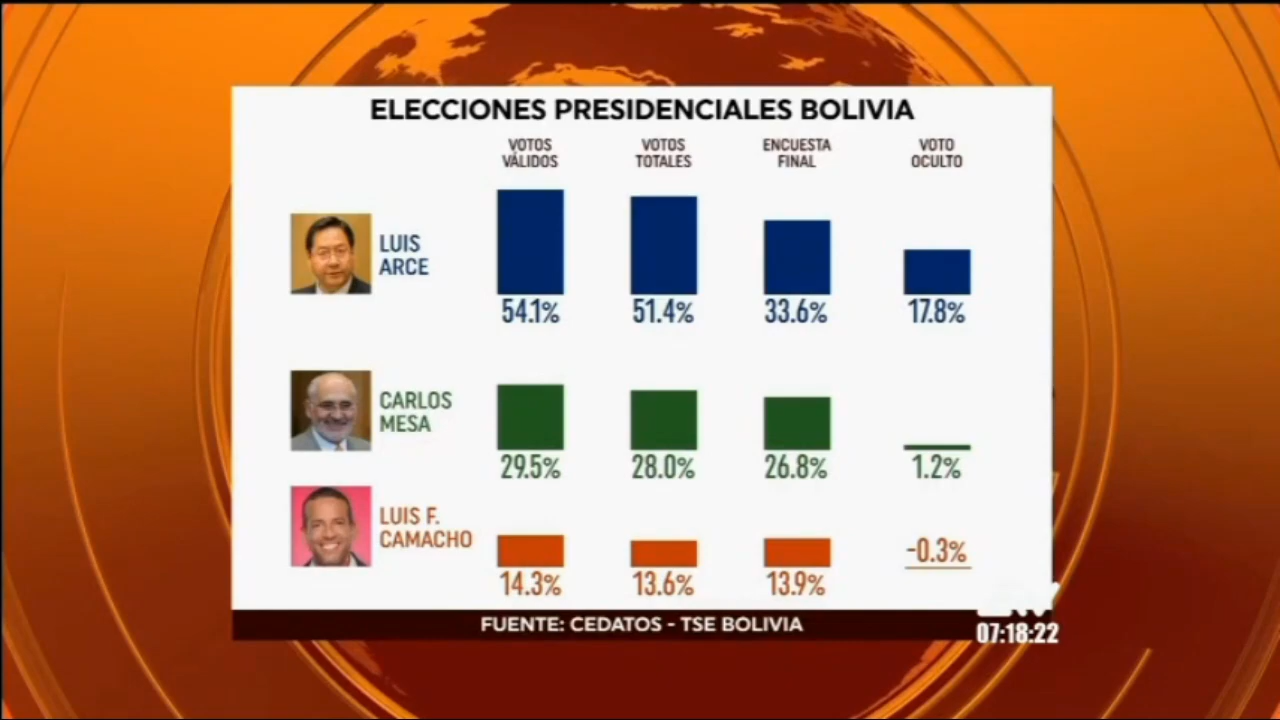 ELECCIONES PRESIDENCIALES BOLIVIA
VOTOS VÁLIDOS
VOTOS TOTALES
ENCUESTA FINAL
VOTO OCULTO
LUIS ARCE
54.1% 51.4% 33.6% 17.8%
CARLOS MESA
29.5% 28.0% 26.8% 1.2%
LUIS F. CAMACHO
14.3% 13.6% 13.9% -0.3%
FUENTE: CEDATOS - TSE BOLIVIA
07:18:22